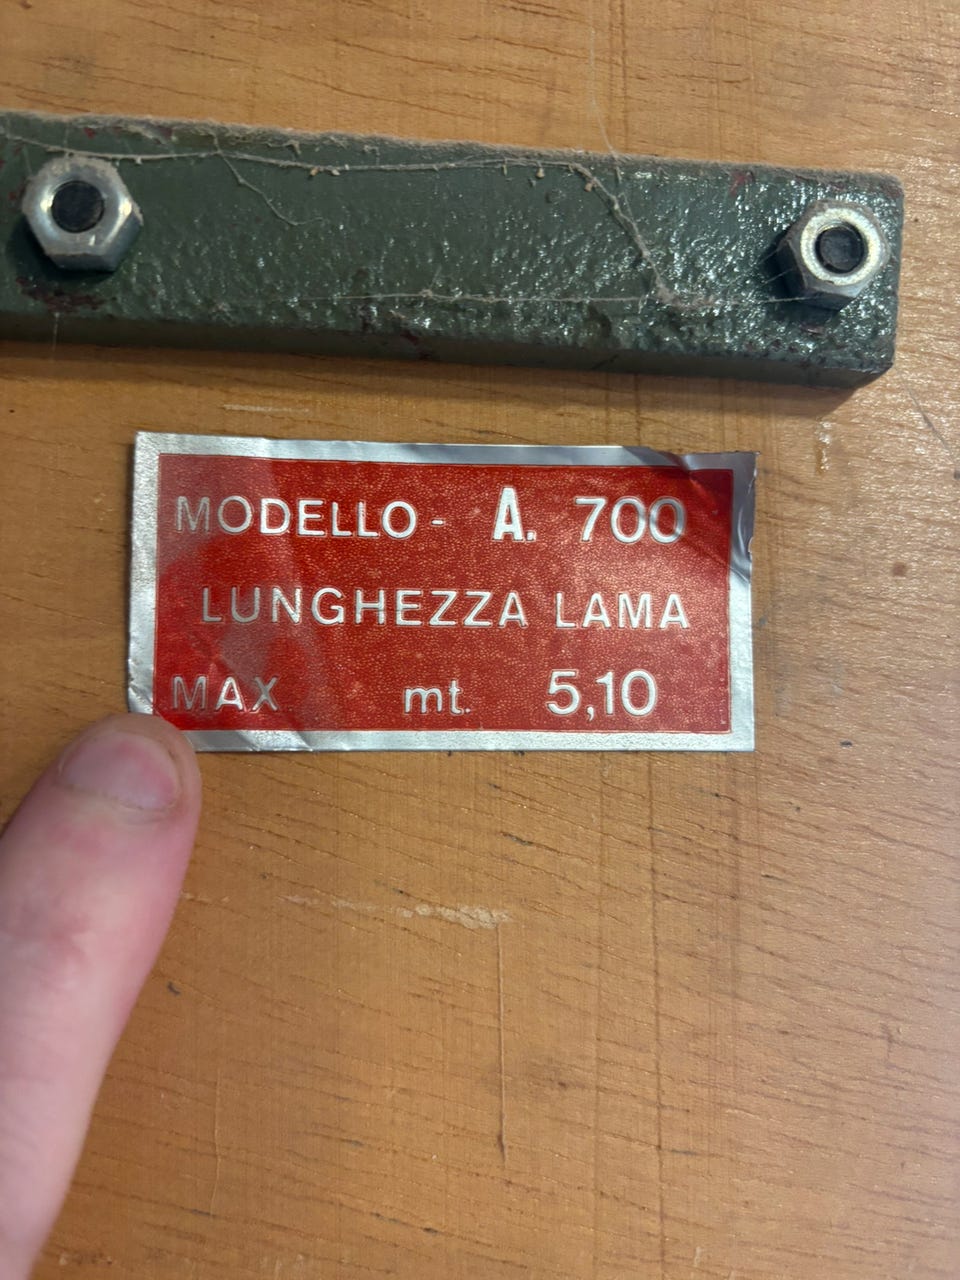 MODELLO - A. 700
LUNGHEZZA LAMA
MAX mt. 5,10